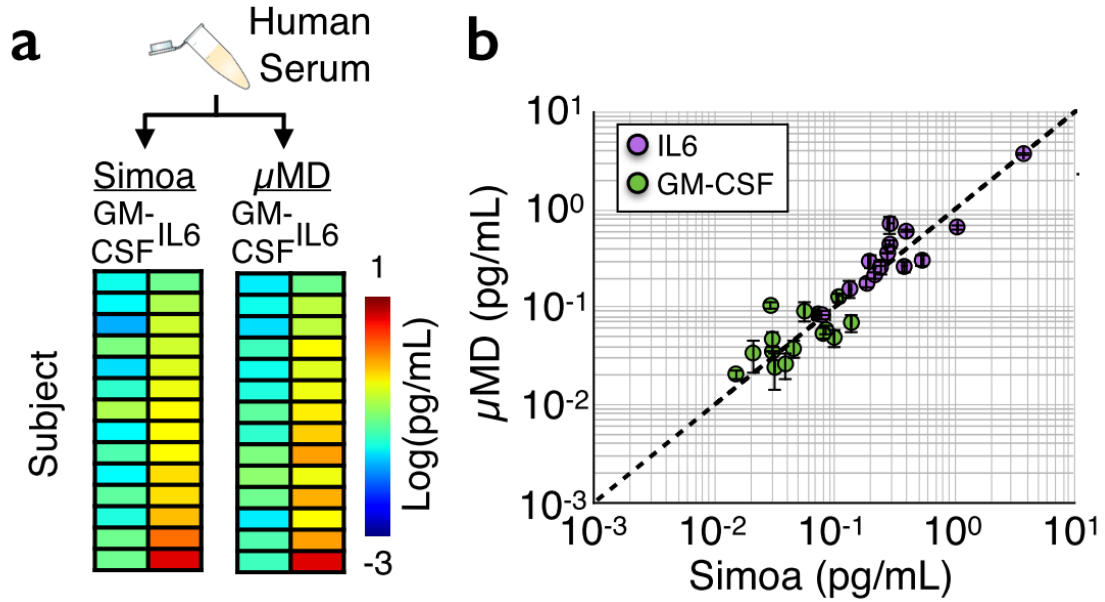 a
Human
Serum
Simoa
µMD
GM-
CSF
IL6
GM-
CSF
IL6
Subject
1
Log(pg/mL)
-3
b
IL6
GM-CSF
10¹
10⁰
10⁻¹
10⁻²
10⁻³
µMD (pg/mL)
10⁻³
10⁻²
10⁻¹
10⁰
10¹
Simoa (pg/mL)